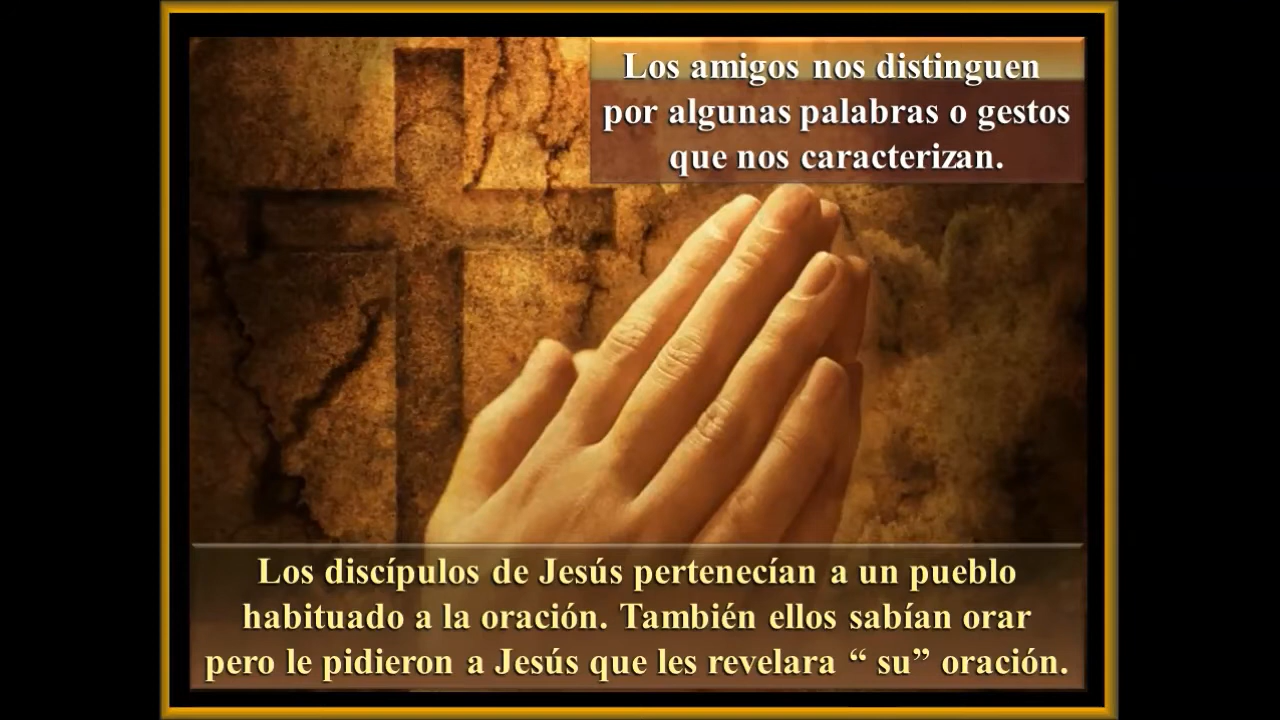 Los amigos nos distinguen
por algunas palabras o gestos
que nos caracterizan.
Los discípulos de Jesús pertenecían a un pueblo
habituado a la oración. También ellos sabían orar
pero le pidieron a Jesús que les revelara “ su” oración.